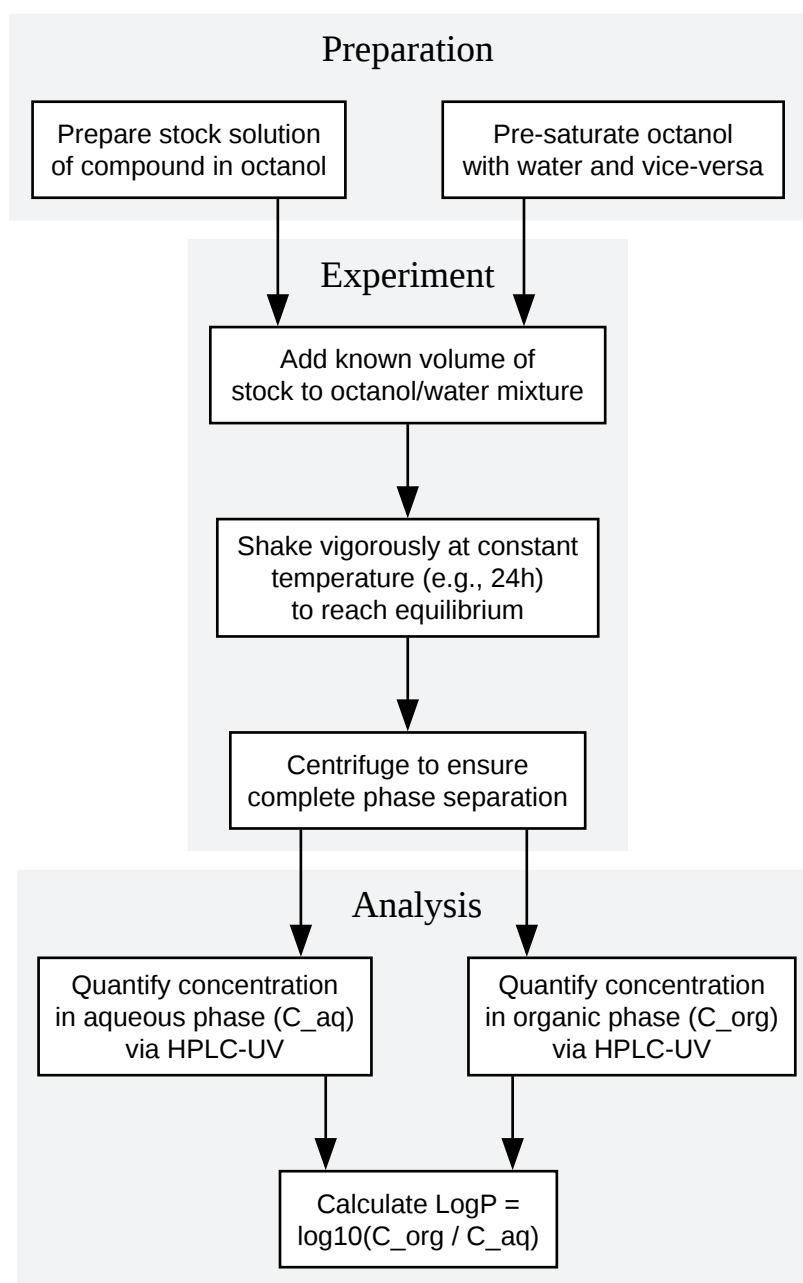 Preparation
Prepare stock solution
of compound in octanol
Pre-saturate octanol
with water and vice-versa
Experiment
Add known volume of
stock to octanol/water mixture
Shake vigorously at constant
temperature (e.g., 24h)
to reach equilibrium
Centrifuge to ensure
complete phase separation
Analysis
Quantify concentration
in aqueous phase (C_aq)
via HPLC-UV
Quantify concentration
in organic phase (C_org)
via HPLC-UV
Calculate LogP =
log10(C_org / C_aq)